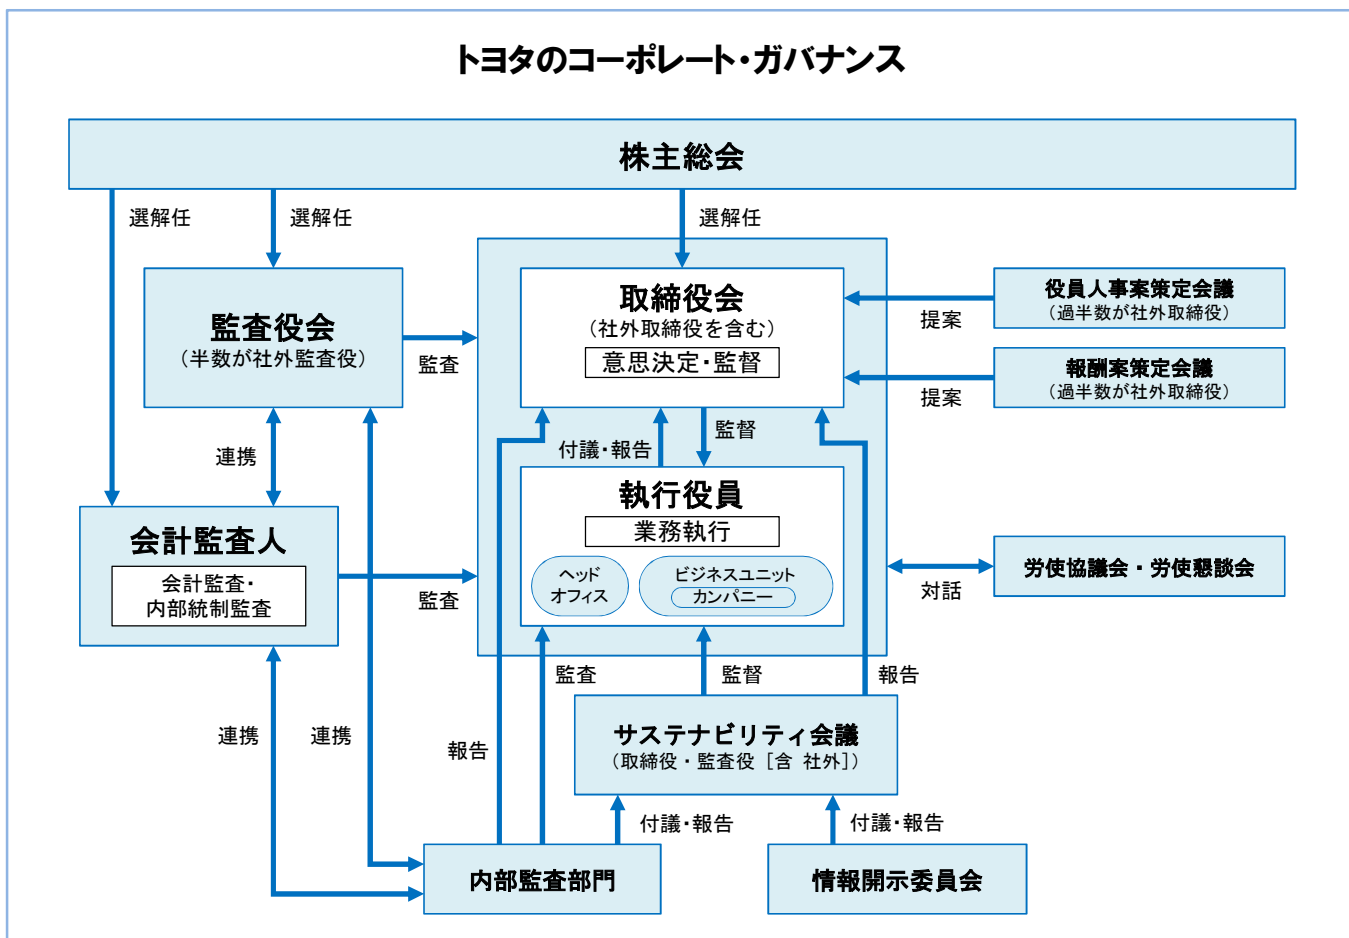 トヨタのコーポレート・ガバナンス
株主総会
選解任
選解任
選解任
監査役会
(半数が社外監査役)
監査
取締役会
(社外取締役を含む)
意思決定・監督
提案
役員人事案策定会議
(過半数が社外取締役)
提案
報酬案策定会議
(過半数が社外取締役)
連携
付議・報告
監督
会計監査人
会計監査・
内部統制監査
監査
執行役員
業務執行
ヘッド
オフィス
ビジネスユニット
カンパニー
対話
労使協議会・労使懇談会
監査
監督
報告
連携
連携
報告
サステナビリティ会議
(取締役・監査役 [含 社外])
付議・報告
付議・報告
内部監査部門
情報開示委員会